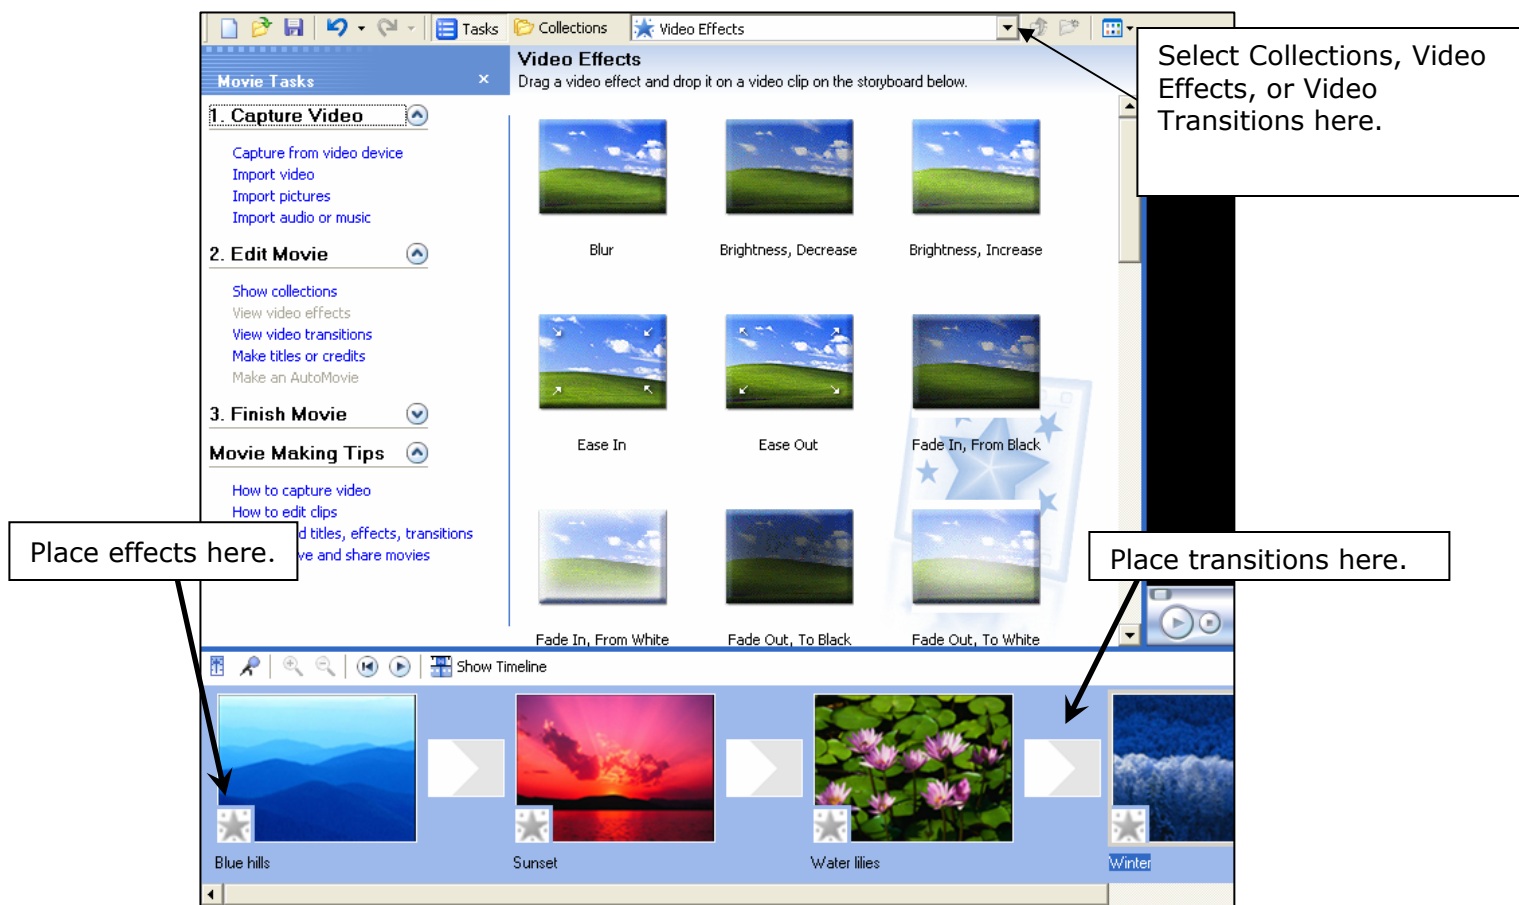 Tasks
Collections
Video Effects
Select Collections, Video
Effects, or Video
Transitions here.
Movie Tasks
Video Effects
Drag a video effect and drop it on a video clip on the storyboard below.
1. Capture Video
Capture from video device
Import video
Import pictures
Import audio or music
2. Edit Movie
Show collections
View video effects
View video transitions
Make titles or credits
Make an AutoMovie
3. Finish Movie
Movie Making Tips
How to capture video
How to edit clips
d titles, effects, transitions
ve and share movies
Blur
Brightness, Decrease
Brightness, Increase
Ease In
Ease Out
Fade In, From Black
Fade In, From White
Fade Out, To Black
Fade Out, To White
Place effects here.
Place transitions here.
Show Timeline
Blue hills
Sunset
Water lilies
Winter